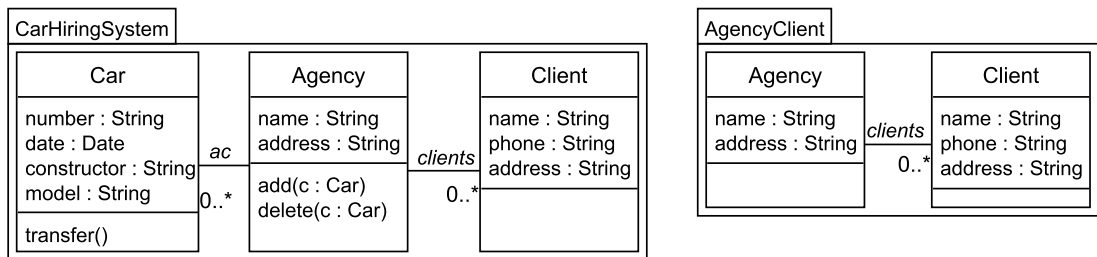 CarHiringSystem
Car
number : String
date : Date
constructor : String
model : String
transfer()
ac
0..*
Agency
name : String
address : String
add(c : Car)
delete(c : Car)
clients
0..*
Client
name : String
phone : String
address : String
AgencyClient
Agency
name : String
address : String
clients
0..*
Client
name : String
phone : String
address : String